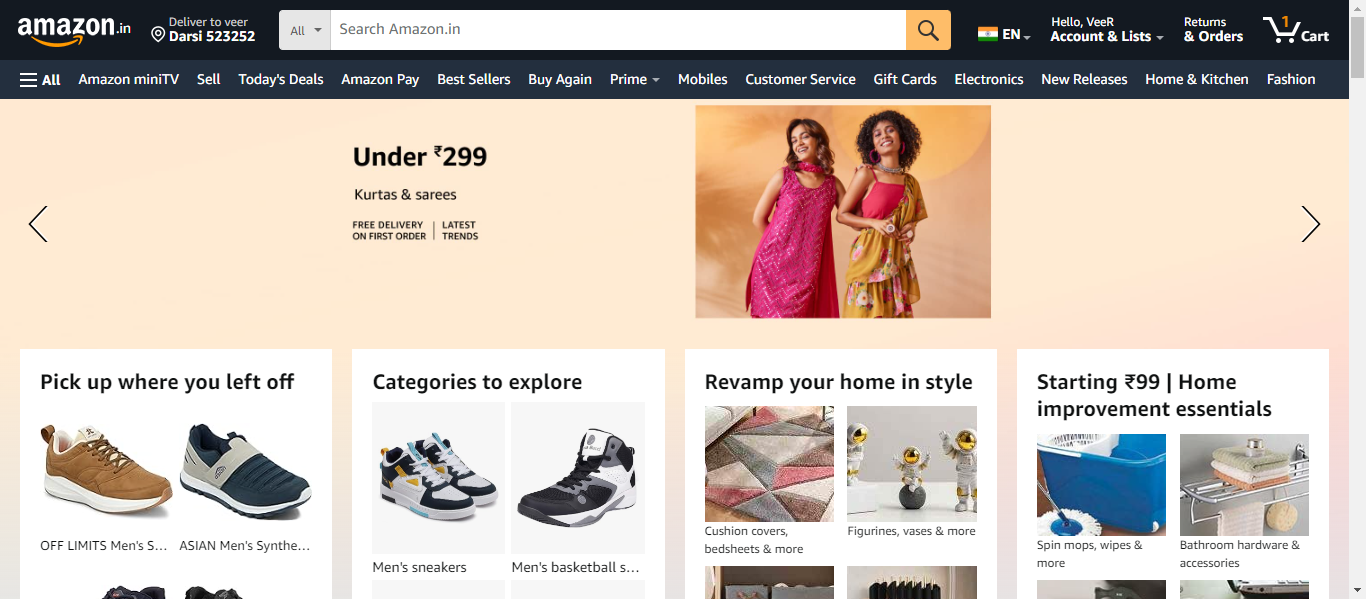 amazon.in
Deliver to veer
Darsi 523252
All
Search Amazon.in
EN
Hello, VeeR
Account & Lists
Returns
& Orders
1
Cart
All
Amazon miniTV
Sell
Today's Deals
Amazon Pay
Best Sellers
Buy Again
Prime
Mobiles
Customer Service
Gift Cards
Electronics
New Releases
Home & Kitchen
Fashion
Under ₹299
Kurtas & sarees
FREE DELIVERY
ON FIRST ORDER
LATEST
TRENDS
Pick up where you left off
OFF LIMITS Men's S...
ASIAN Men's Synthe...
Categories to explore
Men's sneakers
Men's basketball s...
Revamp your home in style
Cushion covers,
bedsheets & more
Figurines, vases & more
Starting ₹99 | Home
improvement essentials
Spin mops, wipes &
more
Bathroom hardware &
accessories